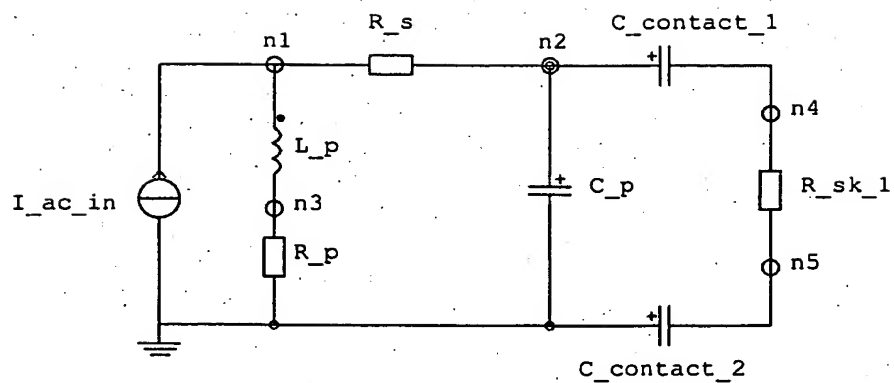 R_s
C_contact_1
n1
n2
+
n4
L_p
+
C_p
R_sk_1
I_ac_in
n3
R_p
n5
+
C_contact_2